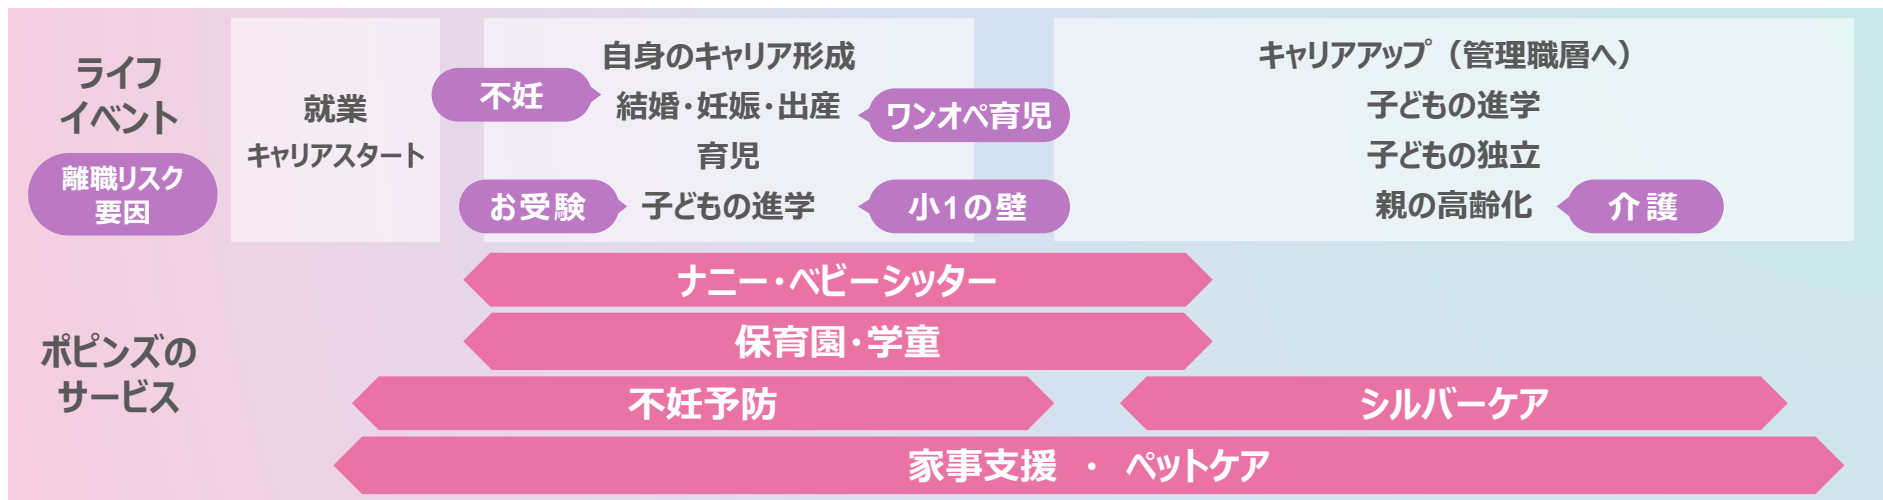 ライフ
イベント
離職リスク
要因
就業
キャリアスタート
自身のキャリア形成
不妊
結婚・妊娠・出産
ワンオペ育児
育児
お受験
子どもの進学
小1の壁
キャリアアップ（管理職層へ）
子どもの進学
子どもの独立
親の高齢化
介護
ポピンズの
サービス
ナニー・ベビーシッター
保育園・学童
不妊予防
シルバーケア
家事支援 ・ ペットケア